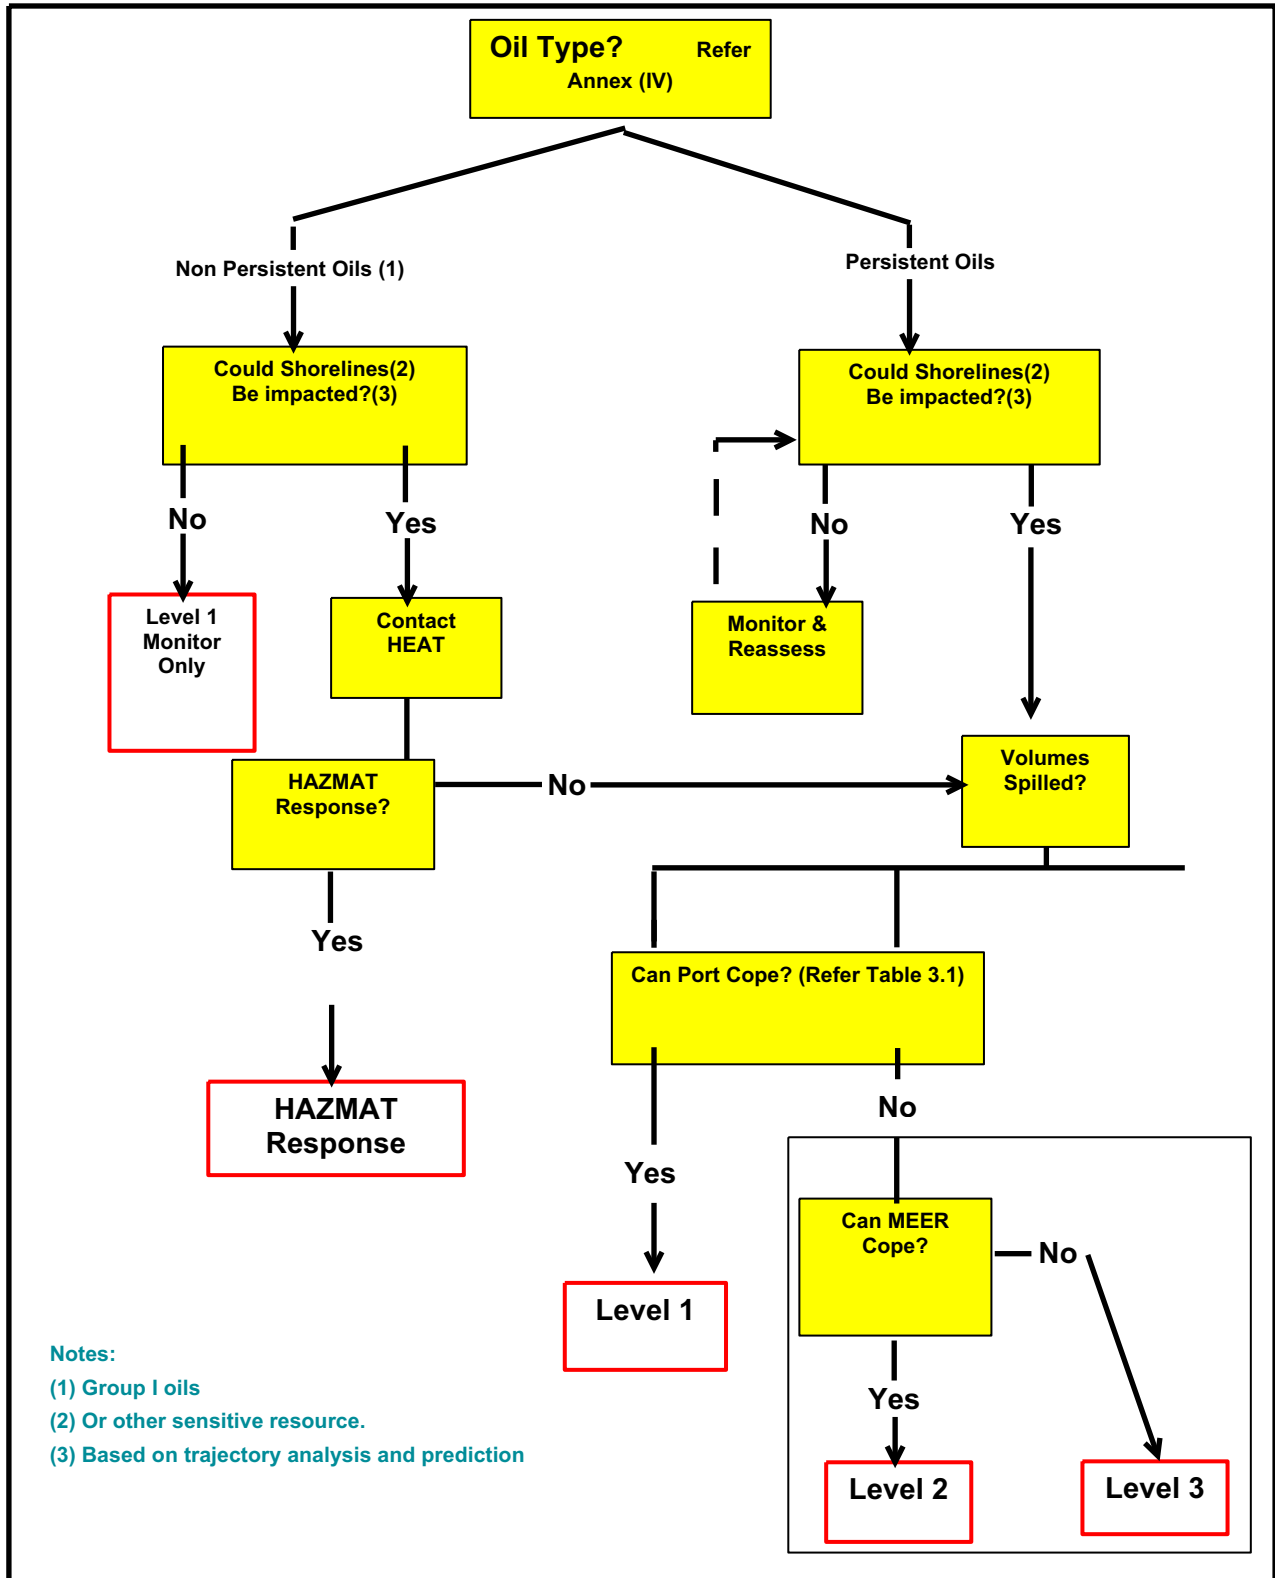 Oil Type? Refer
Annex (IV)
Non Persistent Oils (1)
Persistent Oils
Could Shorelines(2)
Be impacted?(3)
Could Shorelines(2)
Be impacted?(3)
No
Yes
No
Yes
Level 1
Monitor
Only
Contact
HEAT
Monitor &
Reassess
HAZMAT
Response?
No
Volumes
Spilled?
Yes
Can Port Cope? (Refer Table 3.1)
HAZMAT
Response
No
Yes
Can MEER
Cope?
No
Level 1
Yes
Level 2
Level 3
Notes:
(1) Group I oils
(2) Or other sensitive resource.
(3) Based on trajectory analysis and prediction